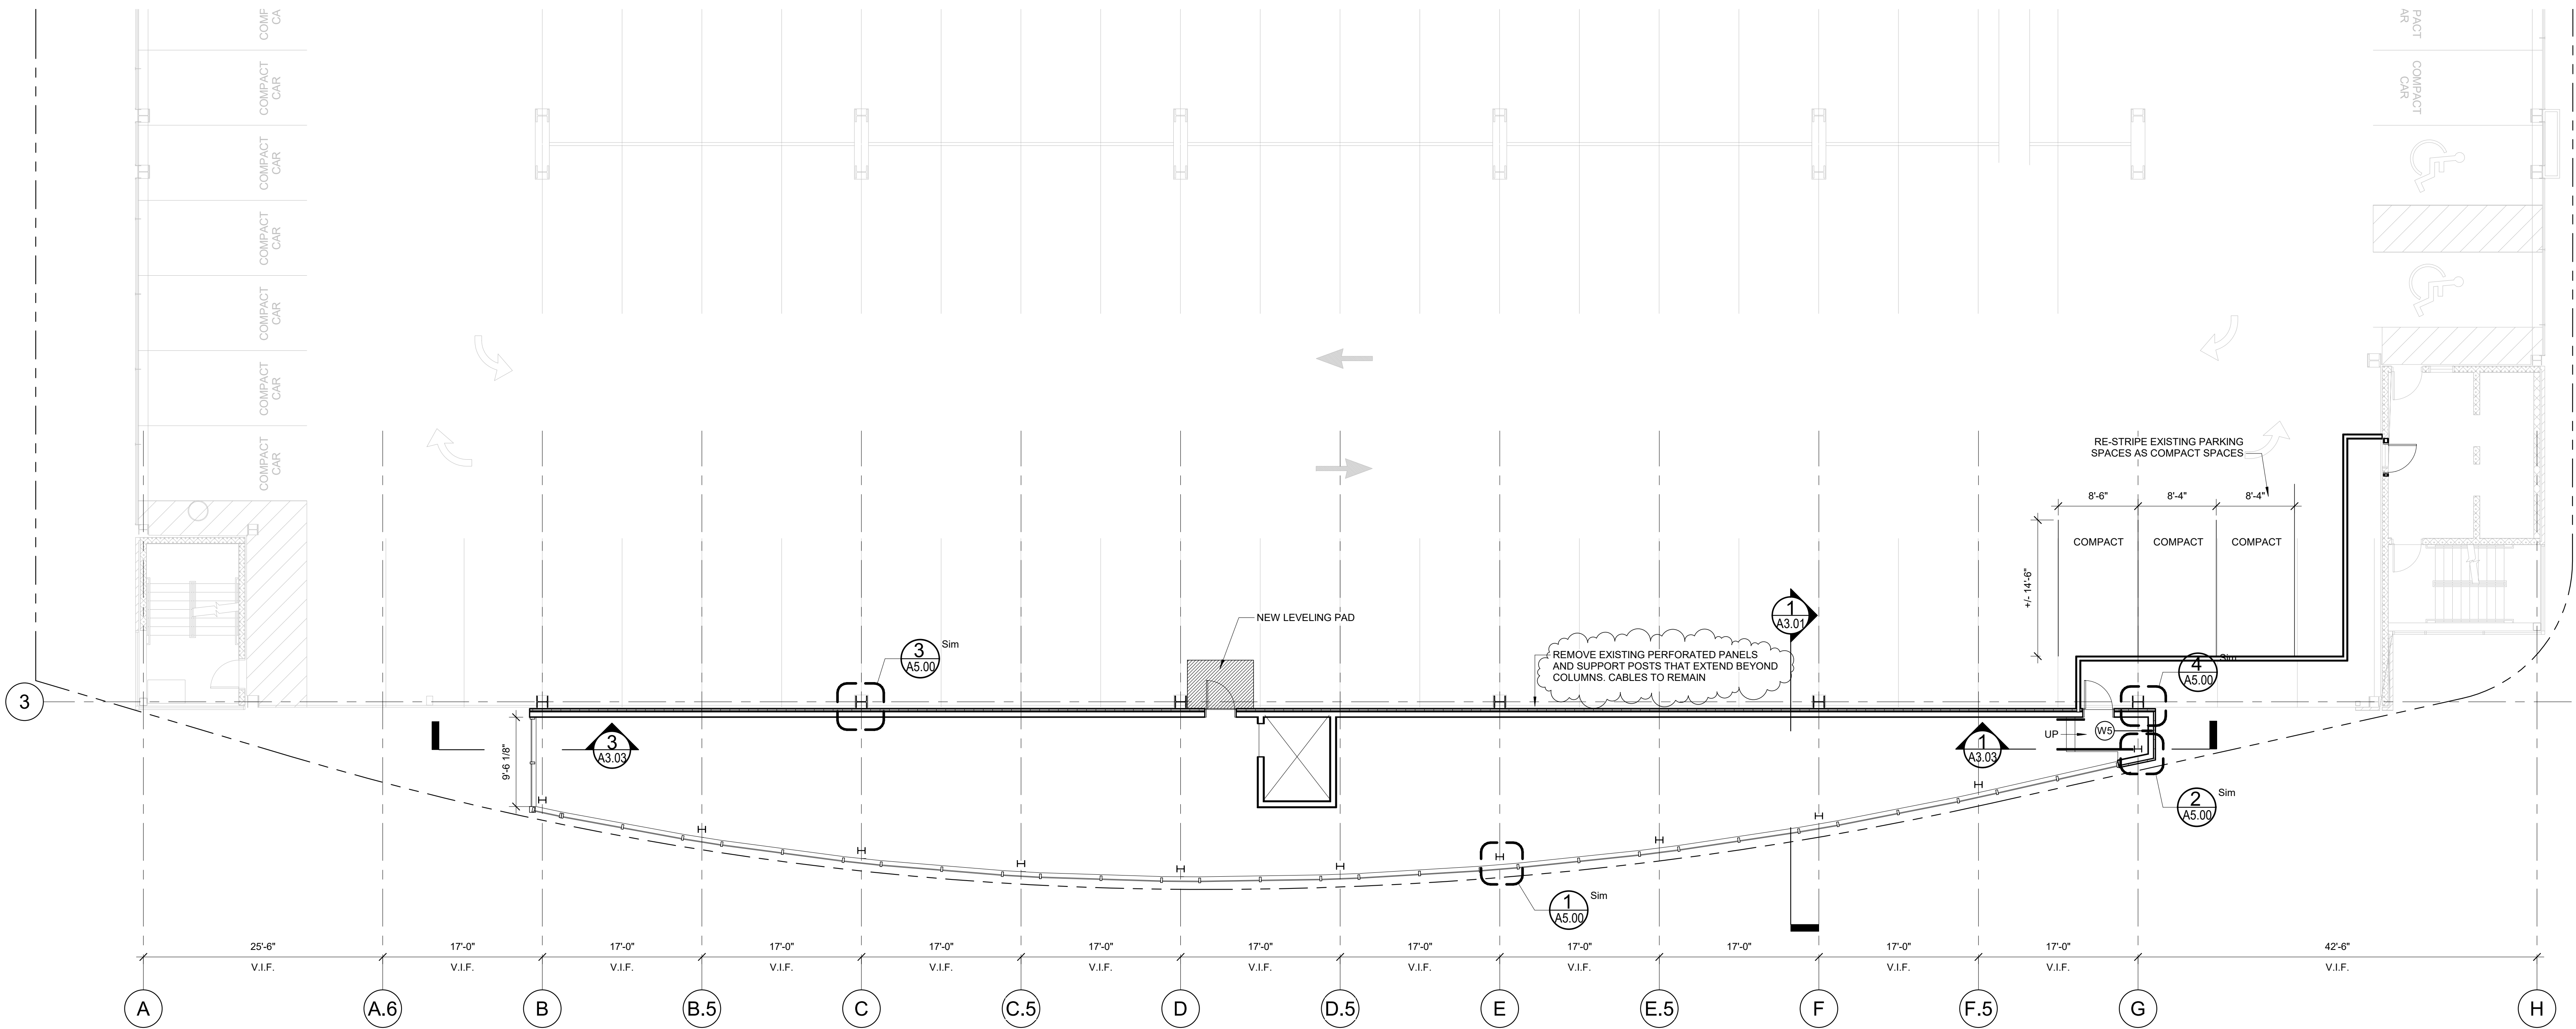 COMP
CA
COMPACT
CAR
COMPACT
CAR
COMPACT
CAR
COMPACT
CAR
COMPACT
CAR
COMPACT
CAR
PACT
AR
COMPACT
CAR
RE-STRIPE EXISTING PARKING
SPACES AS COMPACT SPACES
8'-6"
8'-4"
8'-4"
COMPACT
COMPACT
COMPACT
+/- 14'-6"
NEW LEVELING PAD
1
A3.01
3
A5.00
Sim
REMOVE EXISTING PERFORATED PANELS
AND SUPPORT POSTS THAT EXTEND BEYOND
COLUMNS. CABLES TO REMAIN
4
A5.00
Sim
3
9'-6 1/8"
3
A3.03
1
A3.03
UP
W5
2
A5.00
Sim
1
A5.00
Sim
25'-6"
17'-0"
17'-0"
17'-0"
17'-0"
17'-0"
17'-0"
17'-0"
17'-0"
17'-0"
17'-0"
17'-0"
42'-6"
V.I.F.
V.I.F.
V.I.F.
V.I.F.
V.I.F.
V.I.F.
V.I.F.
V.I.F.
V.I.F.
V.I.F.
V.I.F.
V.I.F.
V.I.F.
A
A.6
B
B.5
C
C.5
D
D.5
E
E.5
F
F.5
G
H